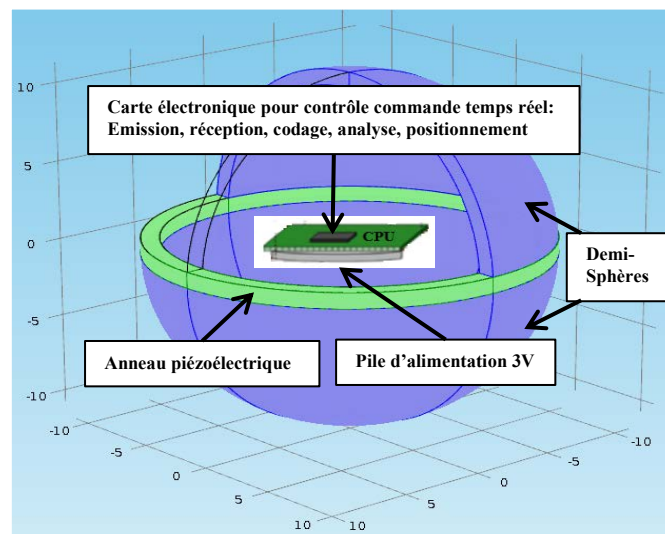 10
Carte électronique pour contrôle commande temps réel:
Emission, réception, codage, analyse, positionnement
5
0
CPU
Demi-
Sphères
-5
Anneau piézoélectrique
Pile d'alimentation 3V
-10
-10
-10
-5
-5
0
0
5
5
10
10